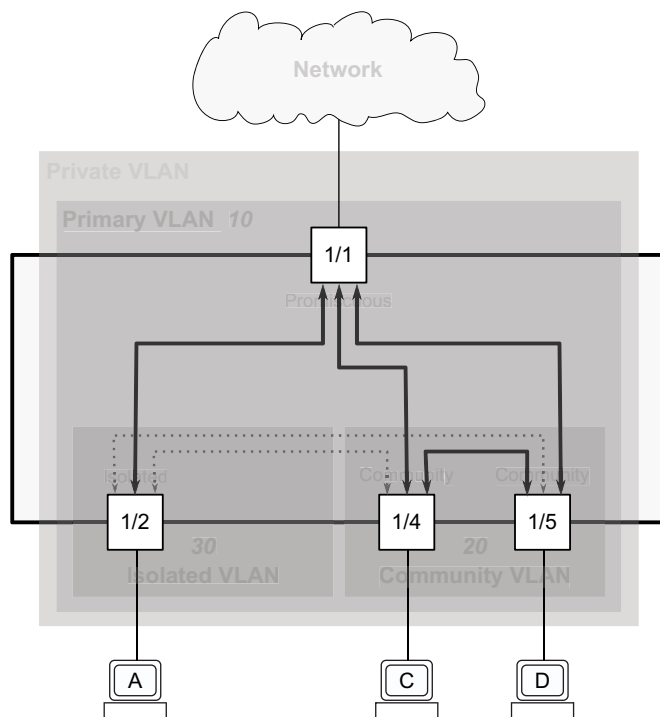 Network
Private VLAN
Primary VLAN 10
1/1
Promiscuous
Isolated
Community
Community
1/2
1/4
1/5
30
20
Isolated VLAN
Community VLAN
A
C
D